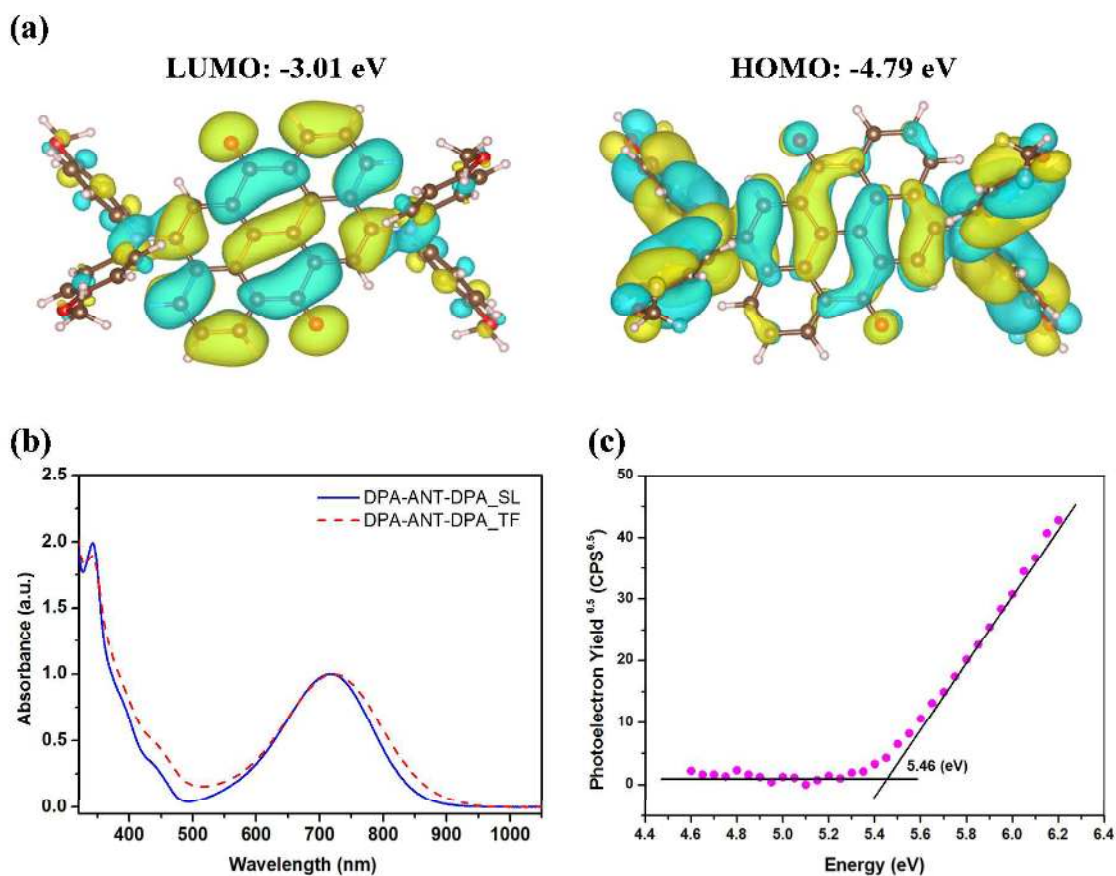 (a)
LUMO: -3.01 eV
HOMO: -4.79 eV
(b)
2.5
2.0
1.5
1.0
0.5
0.0
Absorbance (a.u.)
DPA-ANT-DPA_SL
DPA-ANT-DPA_TF
400 500 600 700 800 900 1000
Wavelength (nm)
(c)
50
40
30
20
10
0
Photoelectron Yield ^0.5 (CPS^0.5)
5.46 (eV)
4.4 4.6 4.8 5.0 5.2 5.4 5.6 5.8 6.0 6.2 6.4
Energy (eV)